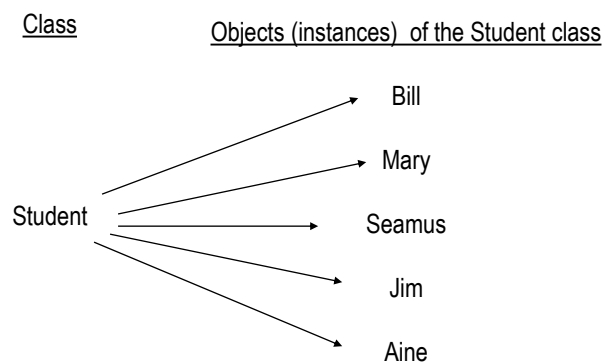 Class
Objects (instances) of the Student class
Bill
Mary
Student
Seamus
Jim
Aine